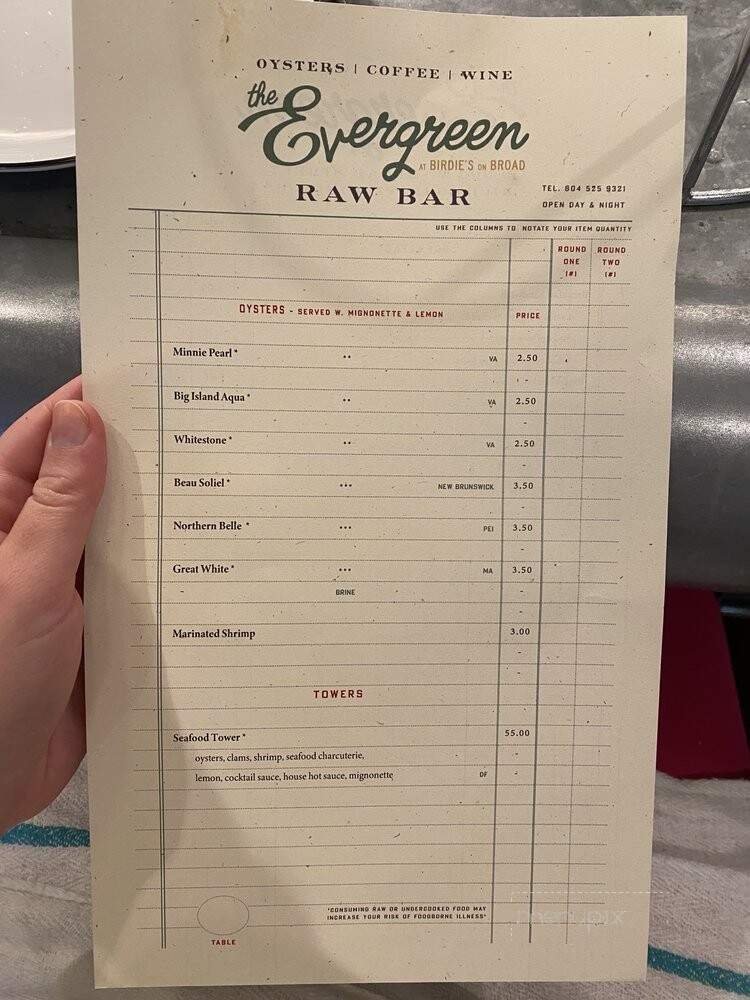 OYSTERS | COFFEE | WINE
the Evergreen
AT BIRDIE'S ON BROAD
RAW BAR
TEL. 804 525 9321
OPEN DAY & NIGHT
USE THE COLUMNS TO NOTATE YOUR ITEM QUANTITY
ROUND ONE (#) ROUND TWO (#)
OYSTERS - SERVED W. MIGNONETTE & LEMON PRICE
Minnie Pearl* •• VA 2.50
-
Big Island Aqua* •• VA 2.50
-
Whitestone* •• VA 2.50
-
Beau Soliel* ••• NEW BRUNSWICK 3.50
-
Northern Belle * ••• PEI 3.50
-
Great White* ••• MA 3.50
- BRINE -
-
Marinated Shrimp 3.00
-
-
TOWERS
Seafood Tower* 55.00
oysters, clams, shrimp, seafood charcuterie, -
lemon, cocktail sauce, house hot sauce, mignonette DF -
TABLE
*CONSUMING RAW OR UNDERCOOKED FOOD MAY
INCREASE YOUR RISK OF FOODBORNE ILLNESS*
menupix